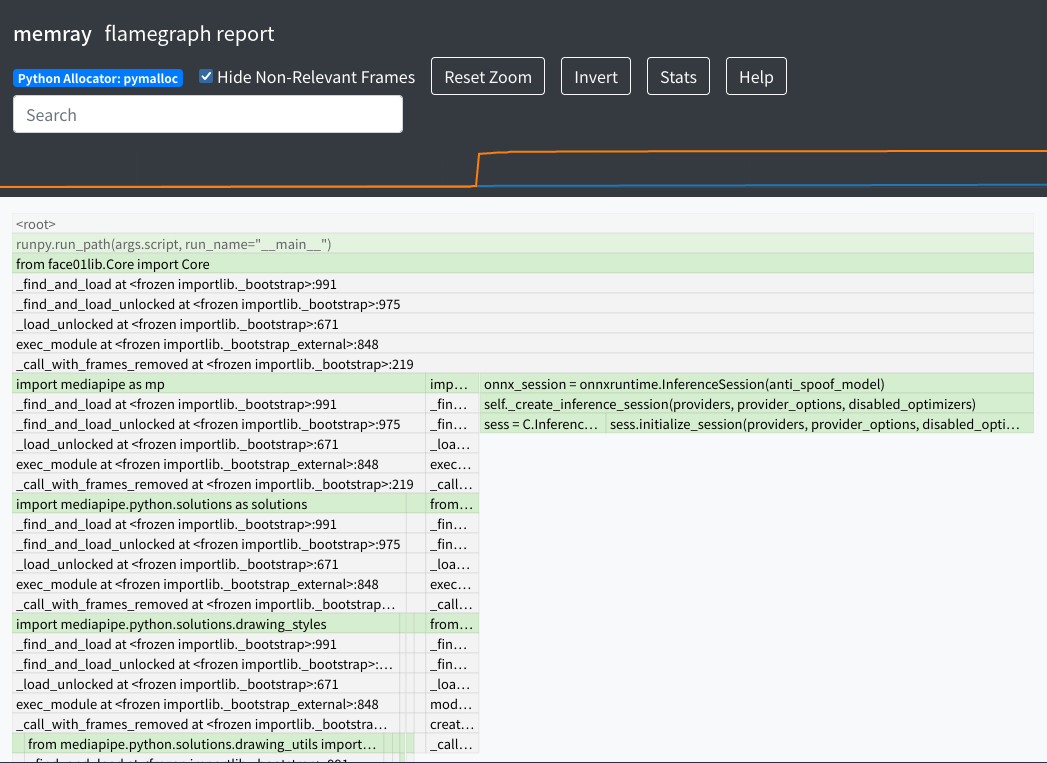 memray flamegraph report
Python Allocator: pymalloc Hide Non-Relevant Frames Reset Zoom Invert Stats Help
Search
<root>
runpy.run_path(args.script, run_name="__main__")
from face01lib.Core import Core
_find_and_load at <frozen importlib._bootstrap>:991
_find_and_load_unlocked at <frozen importlib._bootstrap>:975
_load_unlocked at <frozen importlib._bootstrap>:671
exec_module at <frozen importlib._bootstrap_external>:848
_call_with_frames_removed at <frozen importlib._bootstrap>:219
import mediapipe as mp imp… onnx_session = onnxruntime.InferenceSession(anti_spoof_model)
_find_and_load at <frozen importlib._bootstrap>:991 _fin… self._create_inference_session(providers, provider_options, disabled_optimizers)
_find_and_load_unlocked at <frozen importlib._bootstrap>:975 _fin… sess = C.Inferenc… sess.initialize_session(providers, provider_options, disabled_opti…
_load_unlocked at <frozen importlib._bootstrap>:671 _loa…
exec_module at <frozen importlib._bootstrap_external>:848 exec…
_call_with_frames_removed at <frozen importlib._bootstrap>:219 _call…
import mediapipe.python.solutions as solutions from…
_find_and_load at <frozen importlib._bootstrap>:991 _fin…
_find_and_load_unlocked at <frozen importlib._bootstrap>:975 _fin…
_load_unlocked at <frozen importlib._bootstrap>:671 _loa…
exec_module at <frozen importlib._bootstrap_external>:848 exec…
_call_with_frames_removed at <frozen importlib._bootstrap… _call…
import mediapipe.python.solutions.drawing_styles from…
_find_and_load at <frozen importlib._bootstrap>:991 _fin…
_find_and_load_unlocked at <frozen importlib._bootstrap>:… _fin…
_load_unlocked at <frozen importlib._bootstrap>:671 _loa…
exec_module at <frozen importlib._bootstrap_external>:848 mod…
_call_with_frames_removed at <frozen importlib._bootstra… creat…
from mediapipe.python.solutions.drawing_utils import… _call…
_find_and_load at <frozen importlib._bootstrap>:991